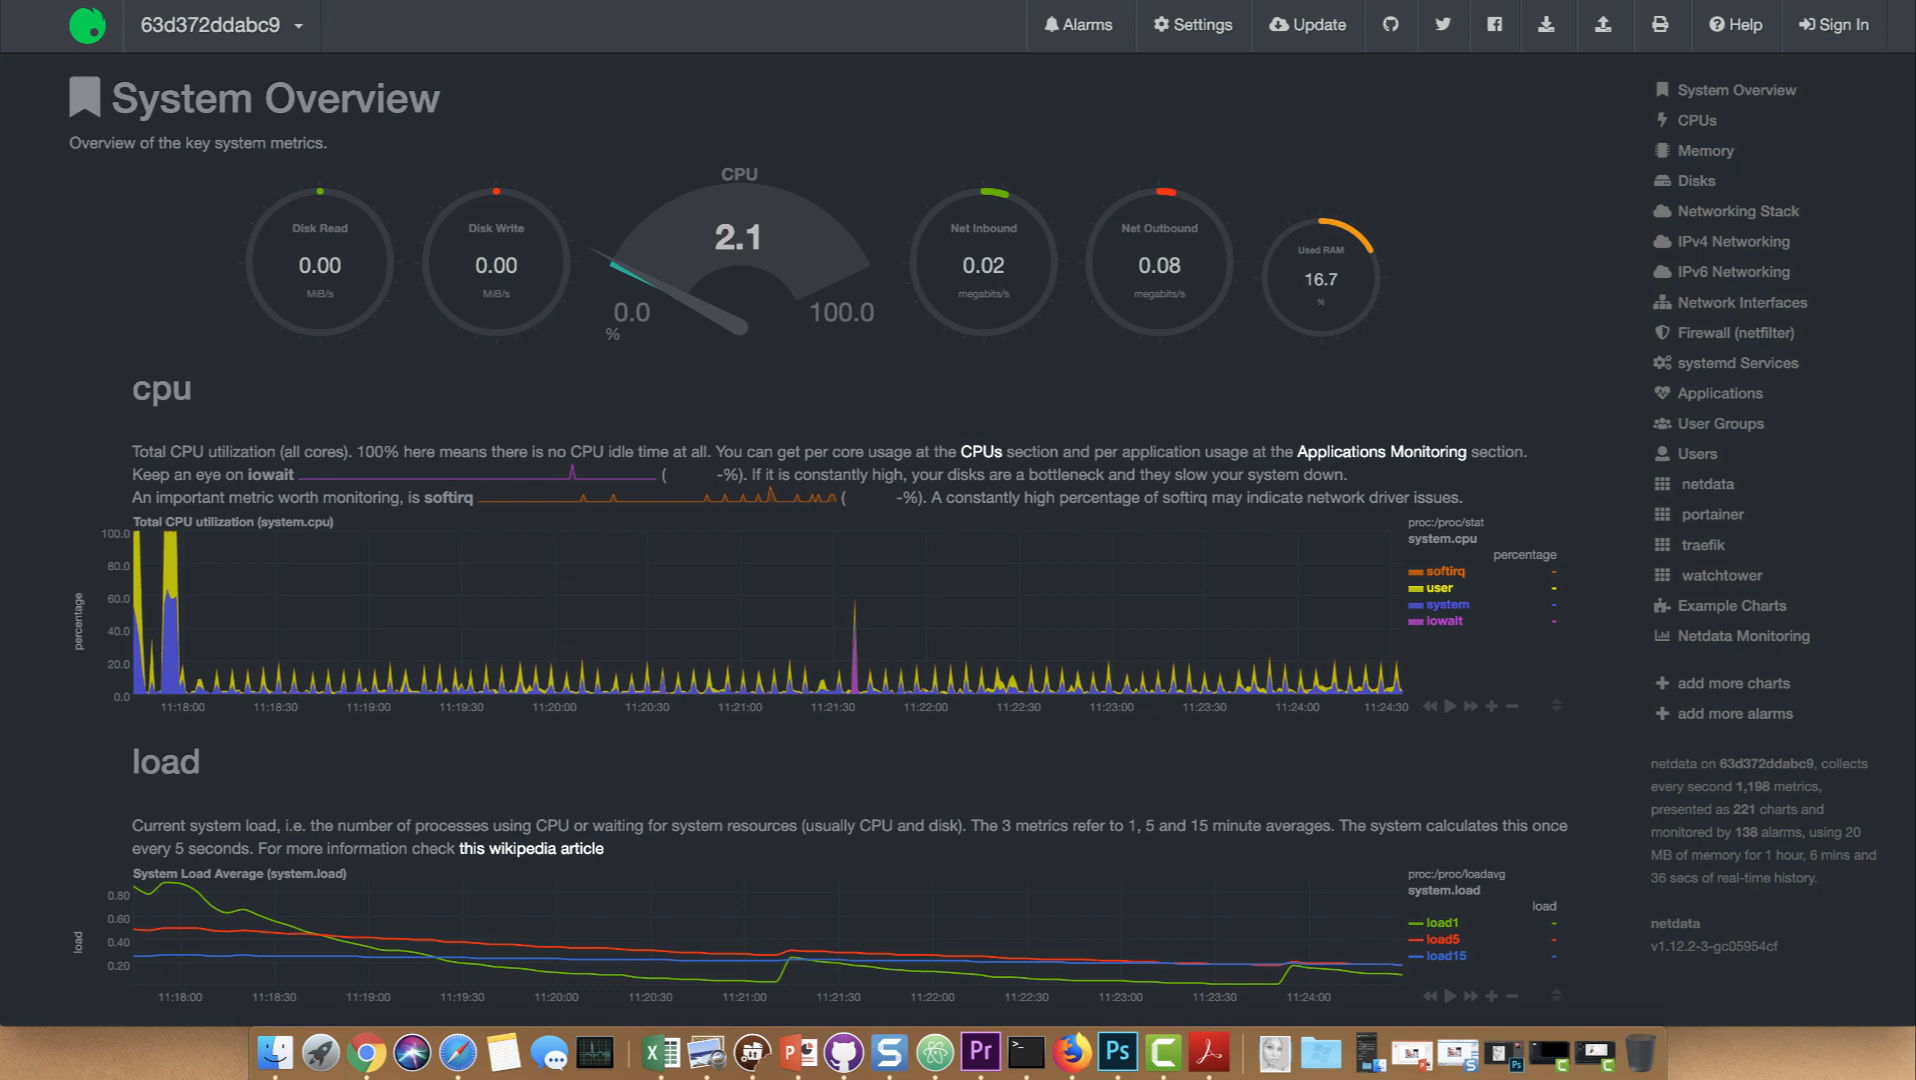 63d372ddabc9
Alarms
Settings
Update
Help
Sign In
System Overview
Overview of the key system metrics.
Disk Read
0.00
MiB/s
Disk Write
0.00
MiB/s
CPU
2.1
0.0
100.0
%
Net Inbound
0.02
megabits/s
Net Outbound
0.08
megabits/s
Used RAM
16.7
%
cpu
Total CPU utilization (all cores). 100% here means there is no CPU idle time at all. You can get per core usage at the CPUs section and per application usage at the Applications Monitoring section.
Keep an eye on iowait ( -%). If it is constantly high, your disks are a bottleneck and they slow your system down.
An important metric worth monitoring, is softirq ( -%). A constantly high percentage of softirq may indicate network driver issues.
Total CPU utilization (system.cpu)
percentage
100.0
80.0
60.0
40.0
20.0
0.0
11:18:00 11:18:30 11:19:00 11:19:30 11:20:00 11:20:30 11:21:00 11:21:30 11:22:00 11:22:30 11:23:00 11:23:30 11:24:00 11:24:30
proc:/proc/stat
system.cpu
percentage
softirq -
user -
system -
iowait -
load
Current system load, i.e. the number of processes using CPU or waiting for system resources (usually CPU and disk). The 3 metrics refer to 1, 5 and 15 minute averages. The system calculates this once
every 5 seconds. For more information check this wikipedia article
System Load Average (system.load)
load
0.80
0.60
0.40
0.20
11:18:00 11:18:30 11:19:00 11:19:30 11:20:00 11:20:30 11:21:00 11:21:30 11:22:00 11:22:30 11:23:00 11:23:30 11:24:00
proc:/proc/loadavg
system.load
load
load1 -
load5 -
load15 -
System Overview
CPUs
Memory
Disks
Networking Stack
IPv4 Networking
IPv6 Networking
Network Interfaces
Firewall (netfilter)
systemd Services
Applications
User Groups
Users
netdata
portainer
traefik
watchtower
Example Charts
Netdata Monitoring
add more charts
add more alarms
netdata on 63d372ddabc9, collects
every second 1,198 metrics,
presented as 221 charts and
monitored by 138 alarms, using 20
MB of memory for 1 hour, 6 mins and
36 secs of real-time history.
netdata
v1.12.2-3-gc05954cf
X
P
S
Pr
>_
Ps
C